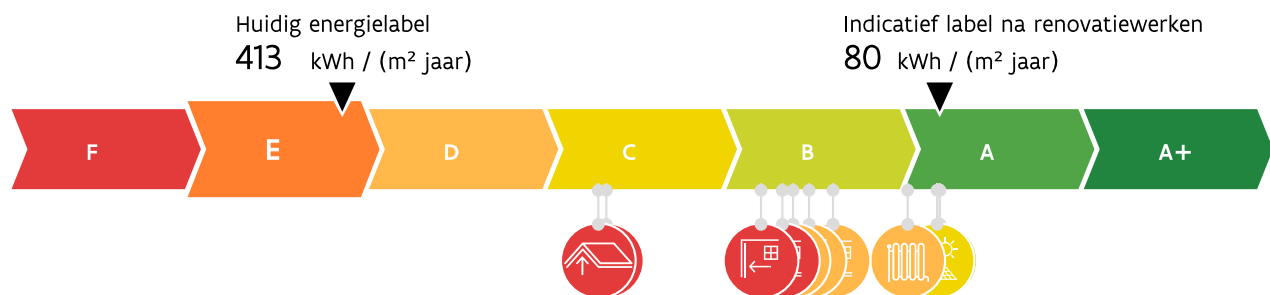 Huidig energielabel
413 kWh / (m² jaar)
Indicatief label na renovatiewerken
80 kWh / (m² jaar)
F E D C B A A+